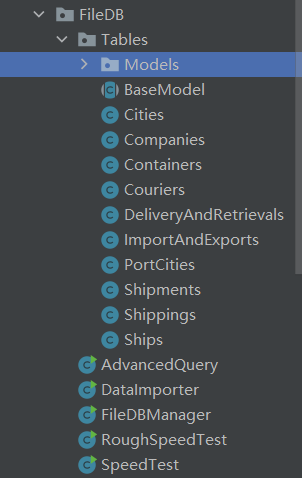 FileDB
Tables
Models
BaseModel
Cities
Companies
Containers
Couriers
DeliveryAndRetrievals
ImportAndExports
PortCities
Shipments
Shippings
Ships
AdvancedQuery
DataImporter
FileDBManager
RoughSpeedTest
SpeedTest